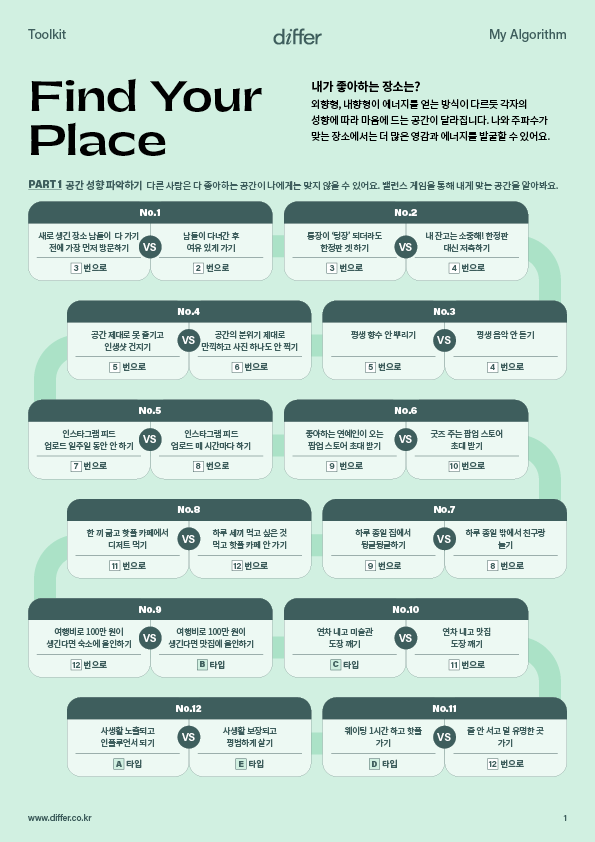 Toolkit
differ
My Algorithm
Find Your
Place
내가 좋아하는 장소는?
외향형, 내향형이 에너지를 얻는 방식이 다르듯 각자의
성향에 따라 마음에 드는 공간이 달라집니다. 나와 주파수가
맞는 장소에서는 더 많은 영감과 에너지를 발굴할 수 있어요.
PART 1 공간 성향 파악하기 다른 사람은 다 좋아하는 공간이 나에게는 맞지 않을 수 있어요. 밸런스 게임을 통해 내게 맞는 공간을 알아봐요.
No.1
새로 생긴 장소 남들이 다 가기
전에 가장 먼저 방문하기
VS
남들이 다녀간 후
여유 있게 가기
3 번으로
2 번으로
No.2
통장이 ‘텅장’ 되더라도
한정판 겟 하기
VS
내 잔고는 소중해! 한정판
대신 저축하기
3 번으로
4 번으로
No.4
공간 제대로 못 즐기고
인생샷 건지기
VS
공간의 분위기 제대로
만끽하고 사진 하나도 안 찍기
5 번으로
6 번으로
No.3
평생 향수 안 뿌리기
VS
평생 음악 안 듣기
5 번으로
4 번으로
No.5
인스타그램 피드
업로드 일주일 동안 안 하기
VS
인스타그램 피드
업로드 매 시간마다 하기
7 번으로
8 번으로
No.6
좋아하는 연예인이 오는
팝업 스토어 초대 받기
VS
굿즈 주는 팝업 스토어
초대 받기
9 번으로
10 번으로
No.8
한 끼 굶고 핫플 카페에서
디저트 먹기
VS
하루 세끼 먹고 싶은 것
먹고 핫플 카페 안 가기
11 번으로
12 번으로
No.7
하루 종일 집에서
뒹굴뒹굴하기
VS
하루 종일 밖에서 친구랑
놀기
9 번으로
8 번으로
No.9
여행비로 100만 원이
생긴다면 숙소에 올인하기
VS
여행비로 100만 원이
생긴다면 맛집에 올인하기
12 번으로
B 타입
No.10
연차 내고 미술관
도장 깨기
VS
연차 내고 맛집
도장 깨기
C 타입
11 번으로
No.12
사생활 노출되고
인플루언서 되기
VS
사생활 보장되고
평범하게 살기
A 타입
E 타입
No.11
웨이팅 1시간 하고 핫플
가기
VS
줄 안 서고 덜 유명한 곳
가기
D 타입
12 번으로
www.differ.co.kr
1